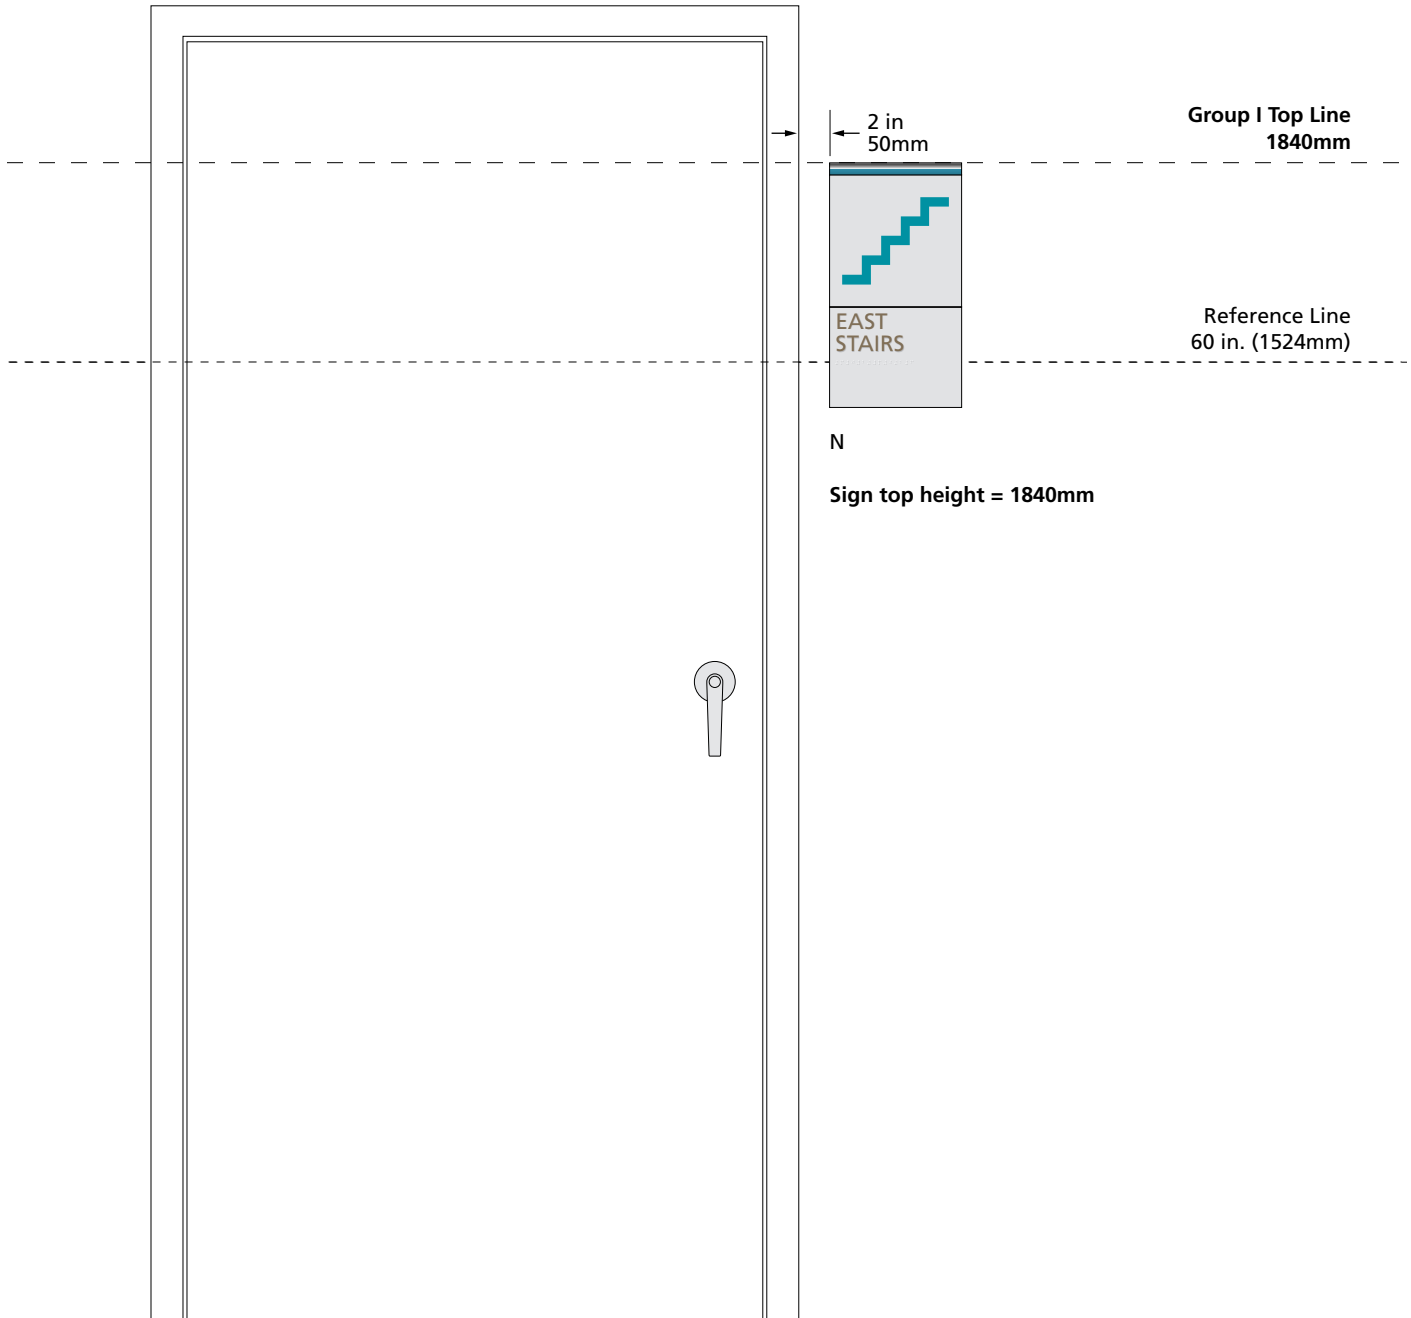 2 in
50mm
Group I Top Line
1840mm
EAST
STAIRS
Reference Line
60 in. (1524mm)
N
Sign top height = 1840mm